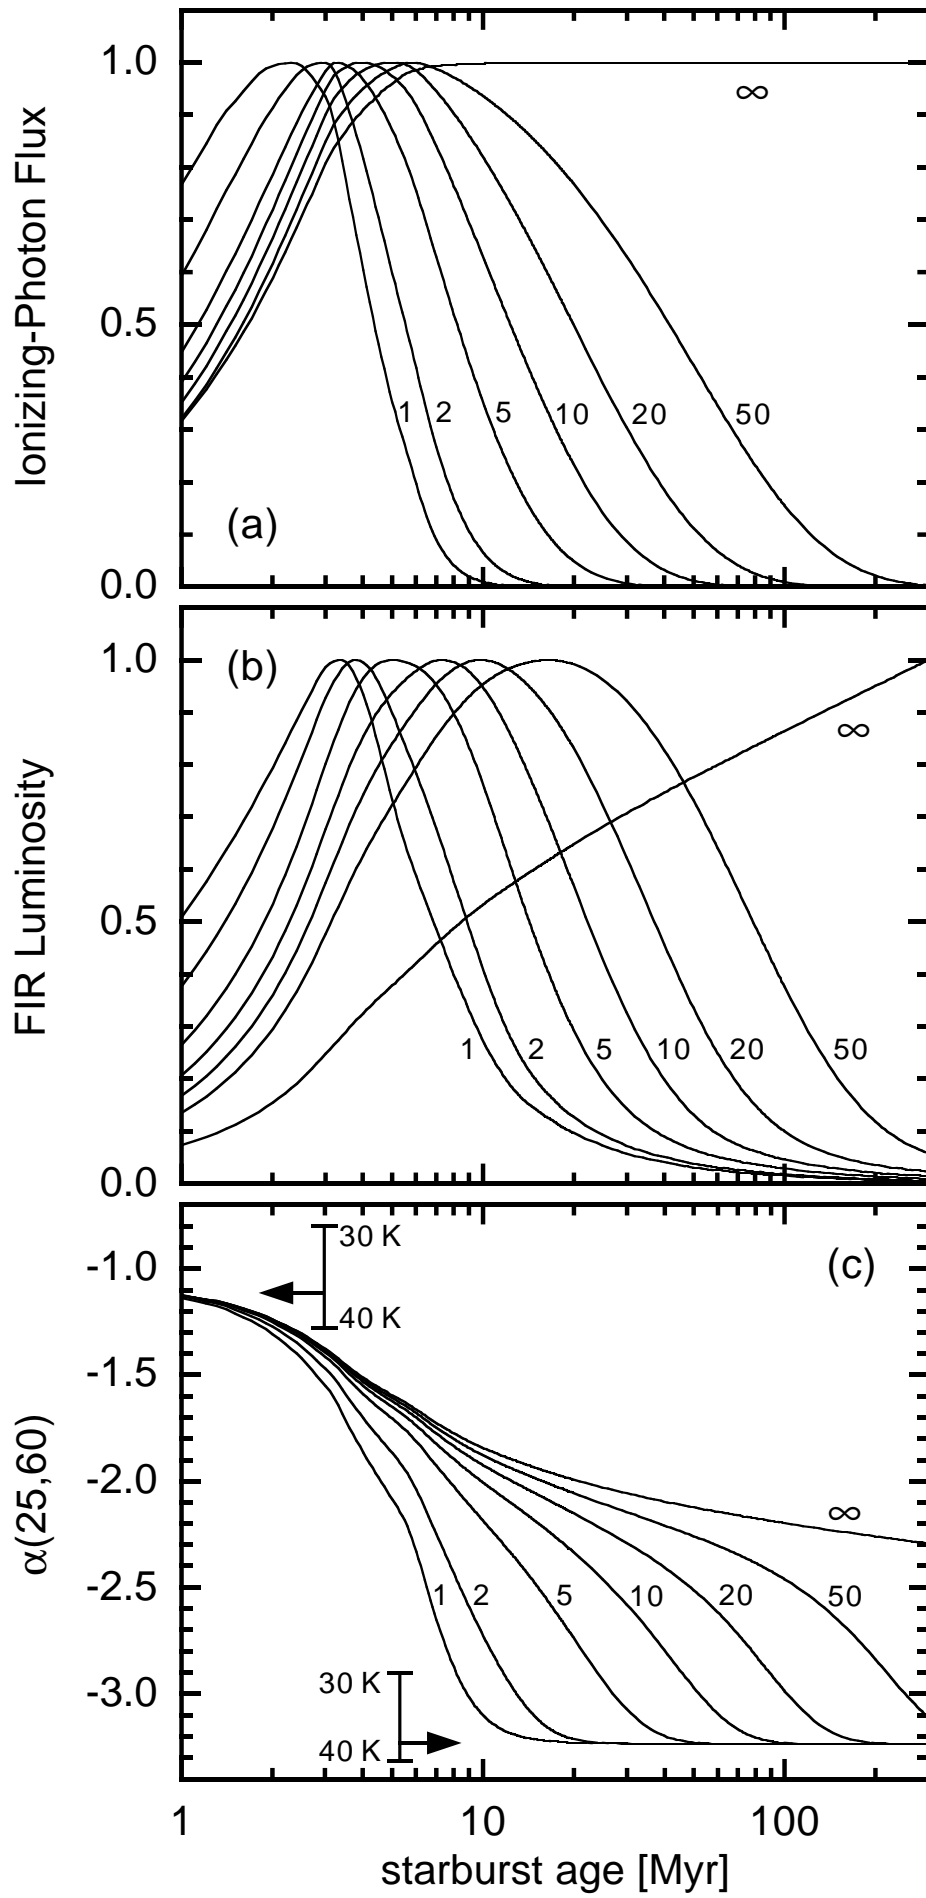 Ionizing-Photon Flux
1.0
0.5
0.0
∞
1 2 5 10 20 50
(a)
FIR Luminosity
1.0
0.5
0.0
(b)
∞
1 2 5 10 20 50
α(25,60)
-1.0
-1.5
-2.0
-2.5
-3.0
30 K
40 K
(c)
∞
1 2 5 10 20 50
30 K
40 K
1 10 100
starburst age [Myr]